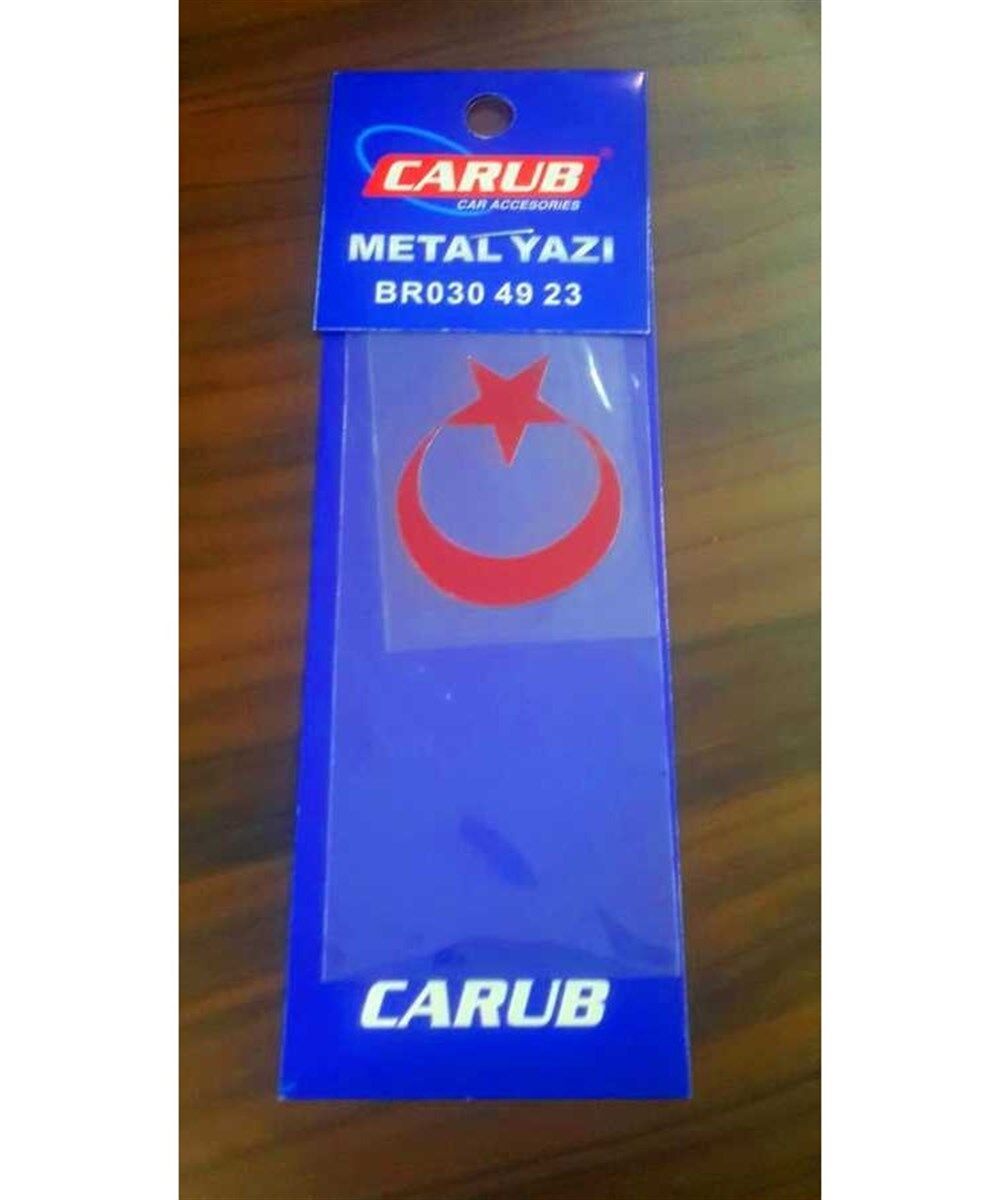 CARUB®
CAR ACCESORIES
METAL YAZI
BR030 49 23
CARUB